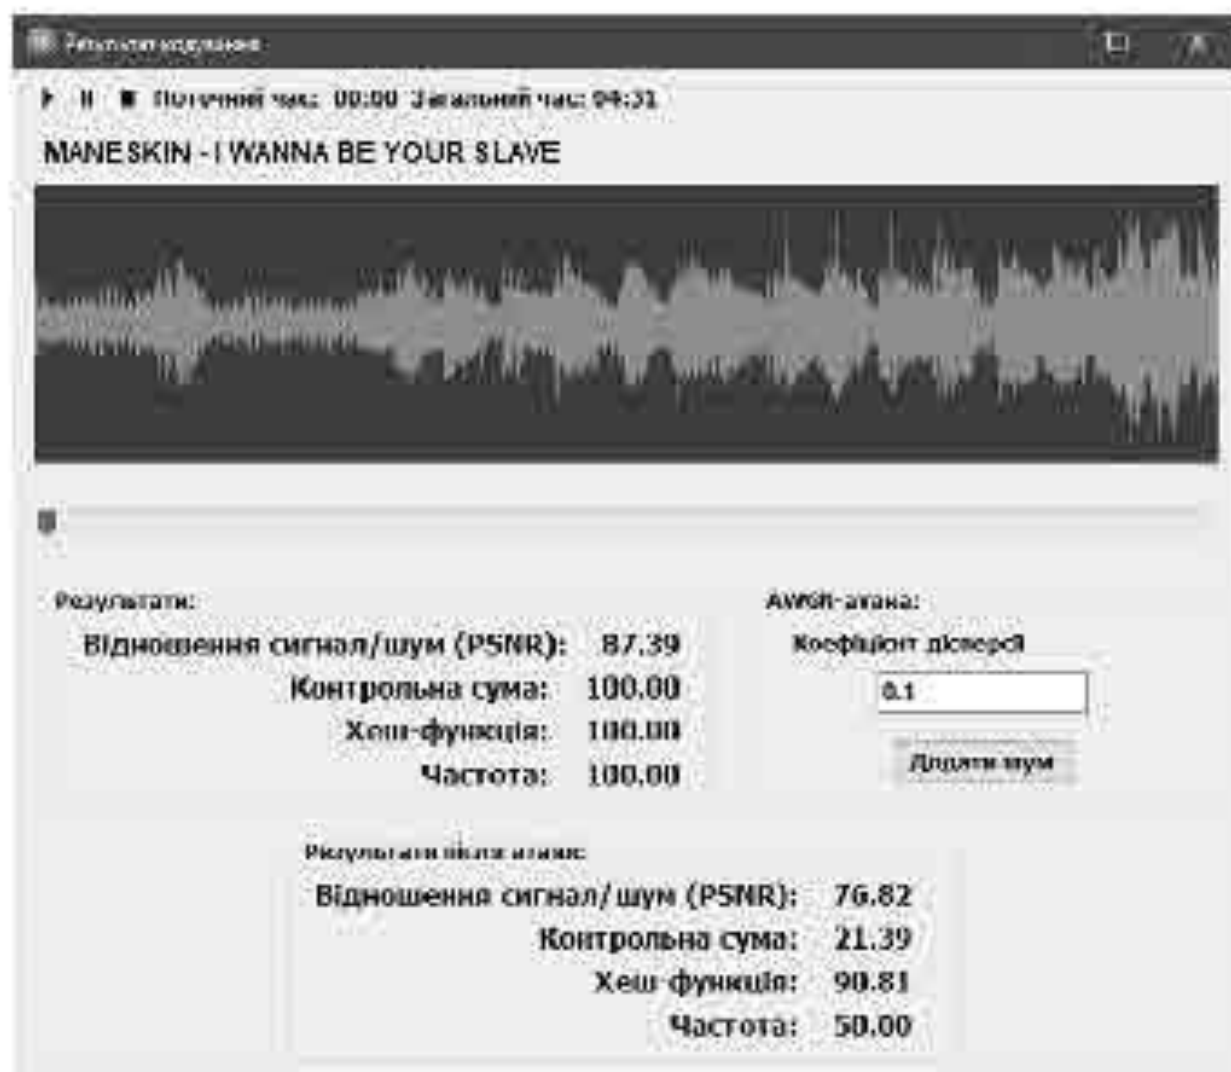 Результат кодування
Поточний час: 00:00 Загальний час: 04:31
MANESKIN - I WANNA BE YOUR SLAVE
Результати:
Відношення сигнал/шум (PSNR): 87.39
Контрольна сума: 100.00
Хеш-функція: 100.00
Частота: 100.00
AWGN-атака:
Коефіцієнт дісперсії
0.1
Додати шум
Результати після атаки:
Відношення сигнал/шум (PSNR): 76.82
Контрольна сума: 21.39
Хеш-функція: 90.81
Частота: 50.00